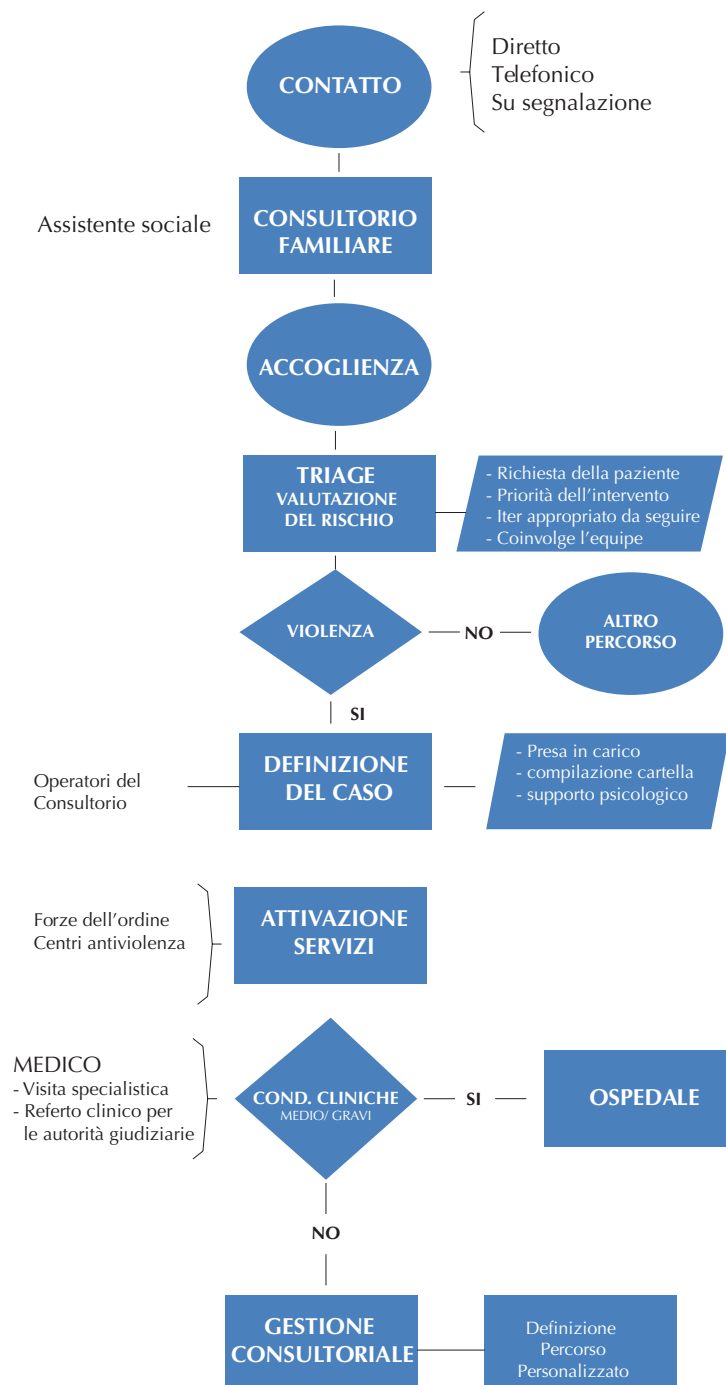 CONTATTO
Diretto
Telefonico
Su segnalazione
Assistente sociale
CONSULTORIO
FAMILIARE
ACCOGLIENZA
TRIAGE
VALUTAZIONE
DEL RISCHIO
- Richiesta della paziente
- Priorità dell'intervento
- Iter appropriato da seguire
- Coinvolge l'equipe
VIOLENZA
NO
ALTRO
PERCORSO
SI
Operatori del
Consultorio
DEFINIZIONE
DEL CASO
- Presa in carico
- compilazione cartella
- supporto psicologico
Forze dell'ordine
Centri antiviolenza
ATTIVAZIONE
SERVIZI
MEDICO
- Visita specialistica
- Referto clinico per
le autorità giudiziarie
COND. CLINICHE
MEDIO/ GRAVI
SI
OSPEDALE
NO
GESTIONE
CONSULTORIALE
Definizione
Percorso
Personalizzato